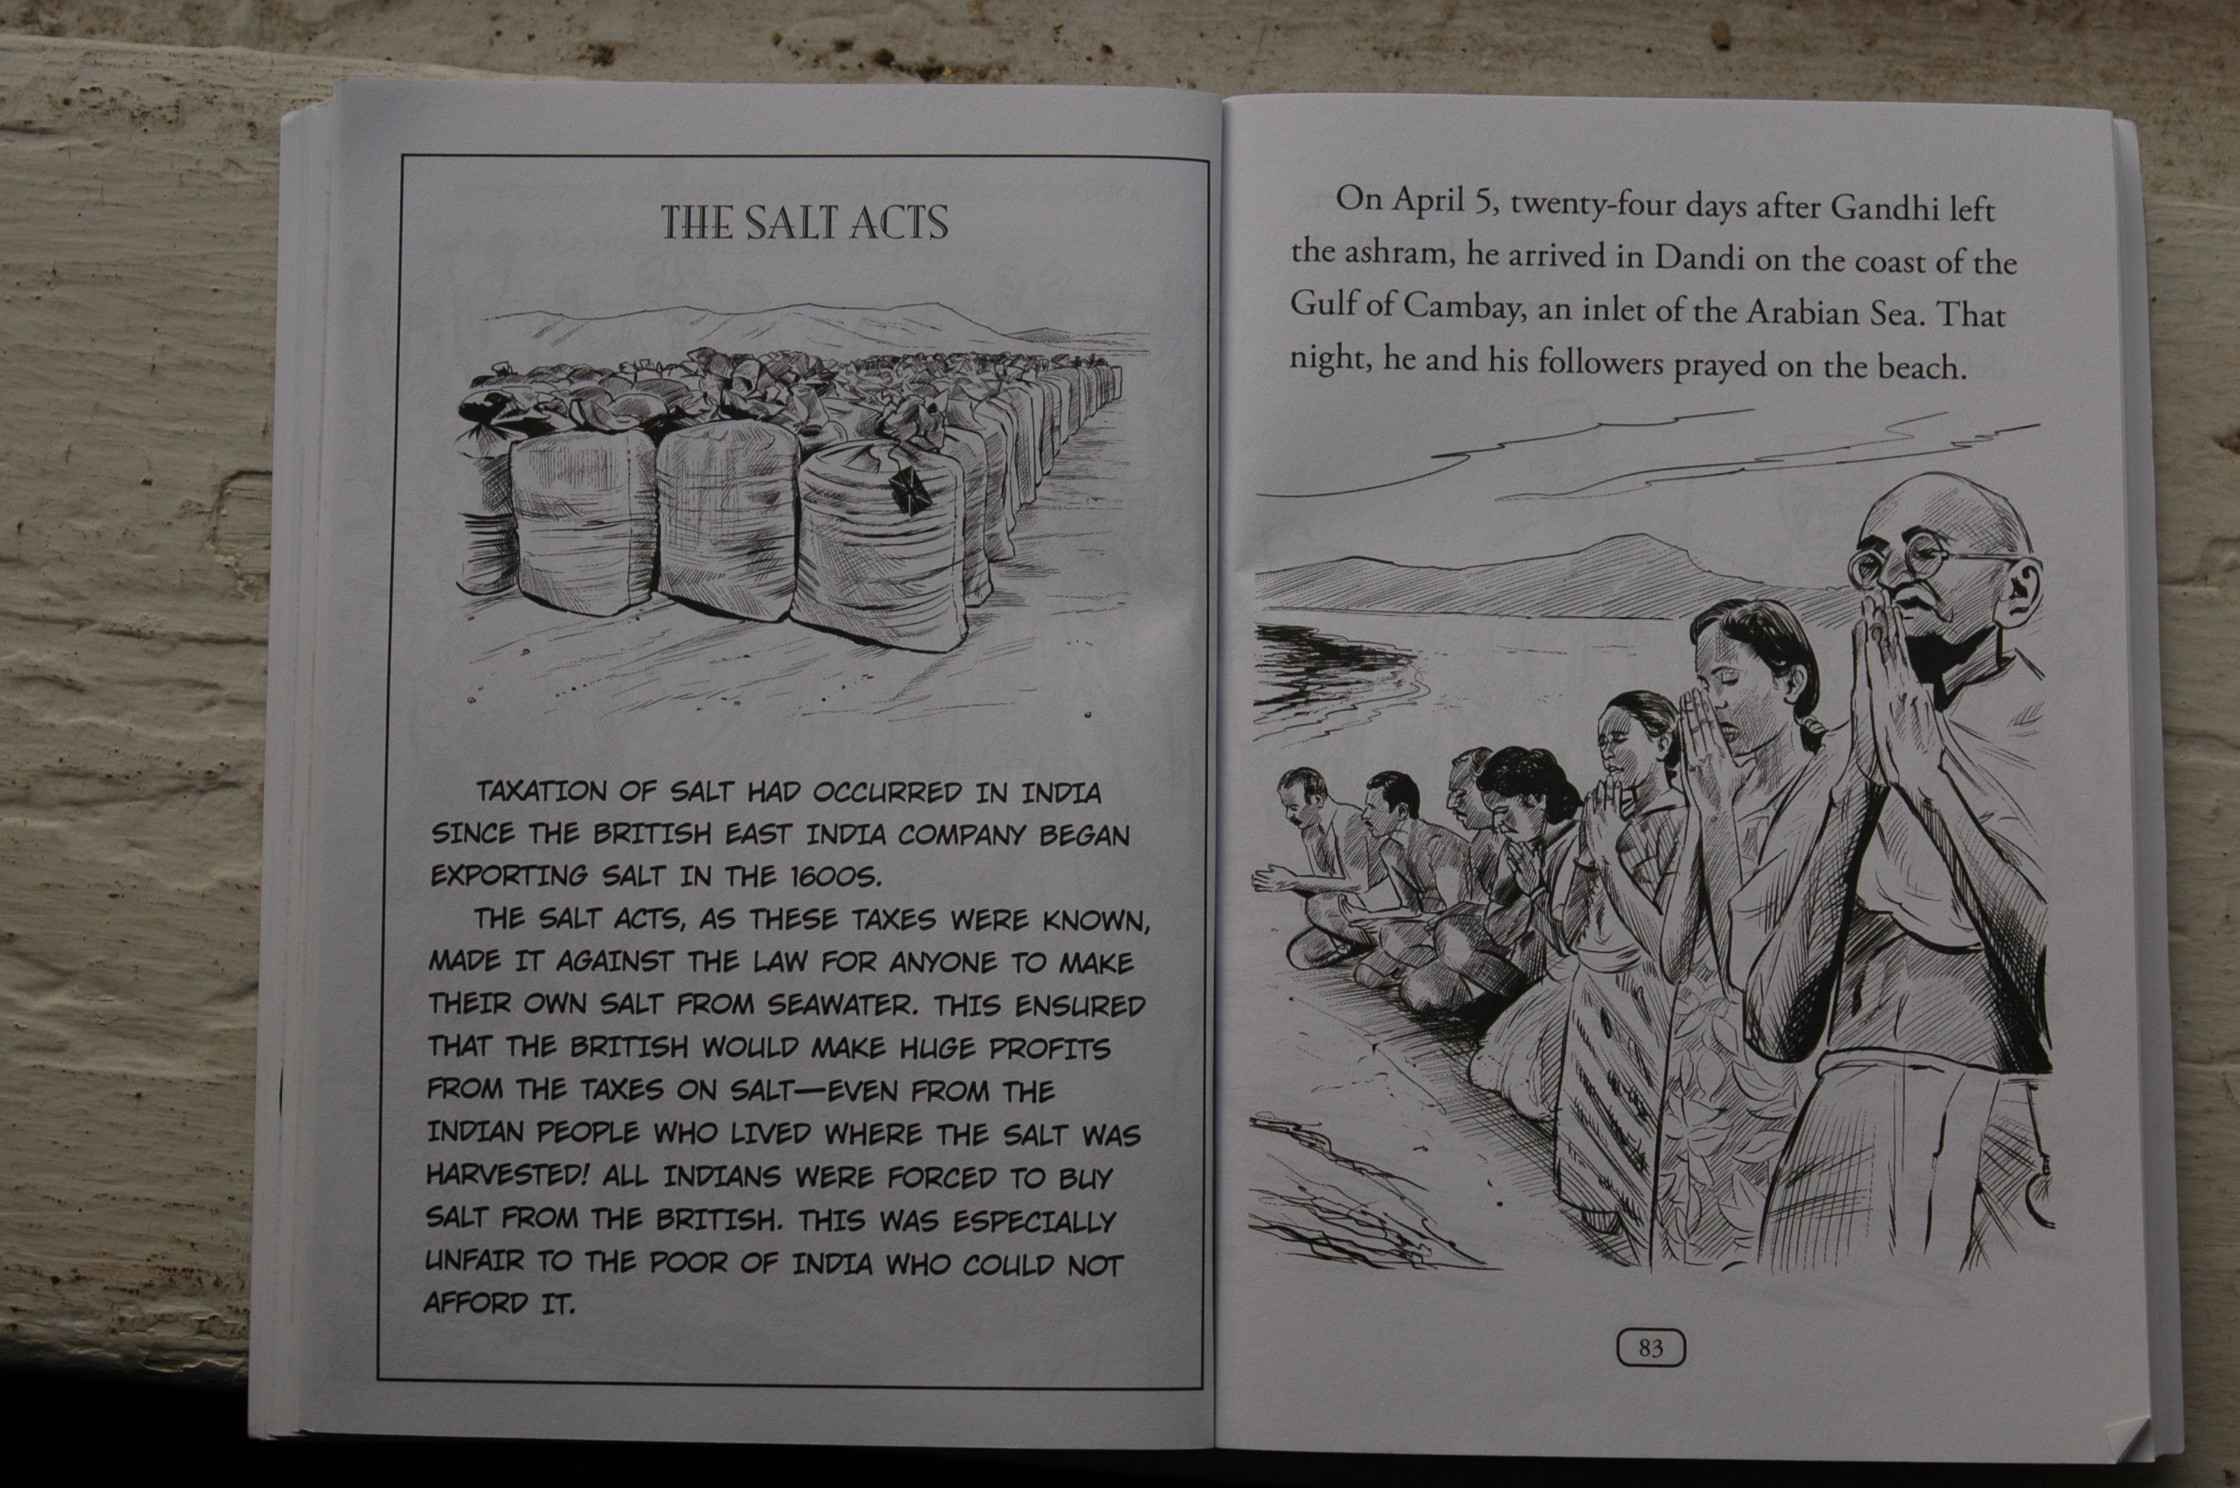 THE SALT ACTS
TAXATION OF SALT HAD OCCURRED IN INDIA
SINCE THE BRITISH EAST INDIA COMPANY BEGAN
EXPORTING SALT IN THE 1600S.
THE SALT ACTS, AS THESE TAXES WERE KNOWN,
MADE IT AGAINST THE LAW FOR ANYONE TO MAKE
THEIR OWN SALT FROM SEAWATER. THIS ENSURED
THAT THE BRITISH WOULD MAKE HUGE PROFITS
FROM THE TAXES ON SALT—EVEN FROM THE
INDIAN PEOPLE WHO LIVED WHERE THE SALT WAS
HARVESTED! ALL INDIANS WERE FORCED TO BUY
SALT FROM THE BRITISH. THIS WAS ESPECIALLY
UNFAIR TO THE POOR OF INDIA WHO COULD NOT
AFFORD IT.
On April 5, twenty-four days after Gandhi left
the ashram, he arrived in Dandi on the coast of the
Gulf of Cambay, an inlet of the Arabian Sea. That
night, he and his followers prayed on the beach.
83